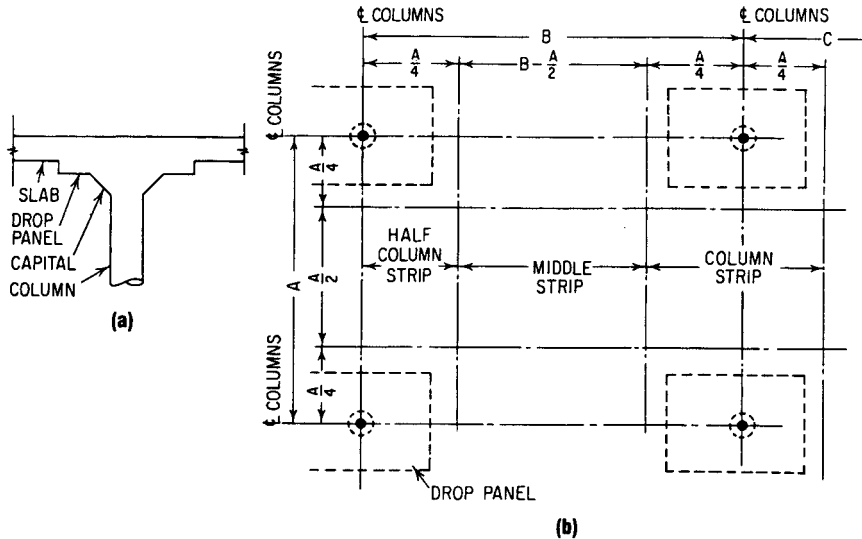 ℄ COLUMNS
℄ COLUMNS
B
C
A/4
B - A/2
A/4
A/4
℄ COLUMNS
A/4
A
A/2
A/4
℄ COLUMNS
SLAB
DROP
PANEL
CAPITAL
COLUMN
(a)
HALF
COLUMN
STRIP
MIDDLE
STRIP
COLUMN
STRIP
DROP PANEL
(b)